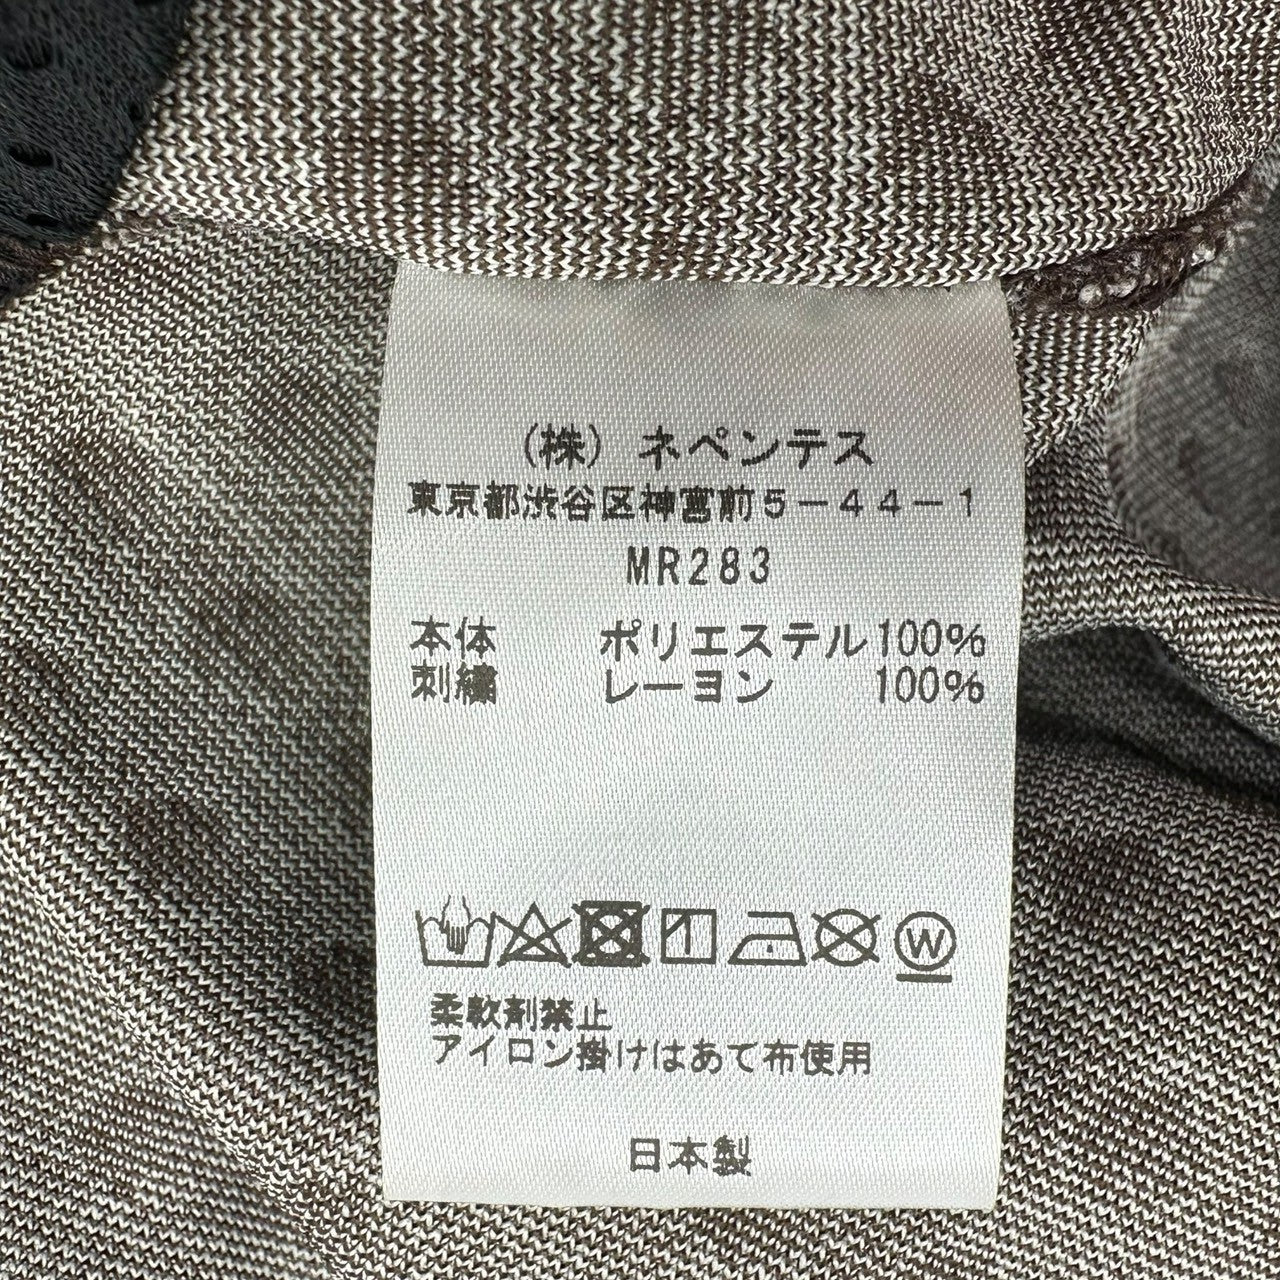 (株) ネペンテス
東京都渋谷区神宮前5-44-1
MR283
本体 ポリエステル100%
刺繍 レーヨン 100%
W
柔軟剤禁止
アイロン掛けはあて布使用
日本製